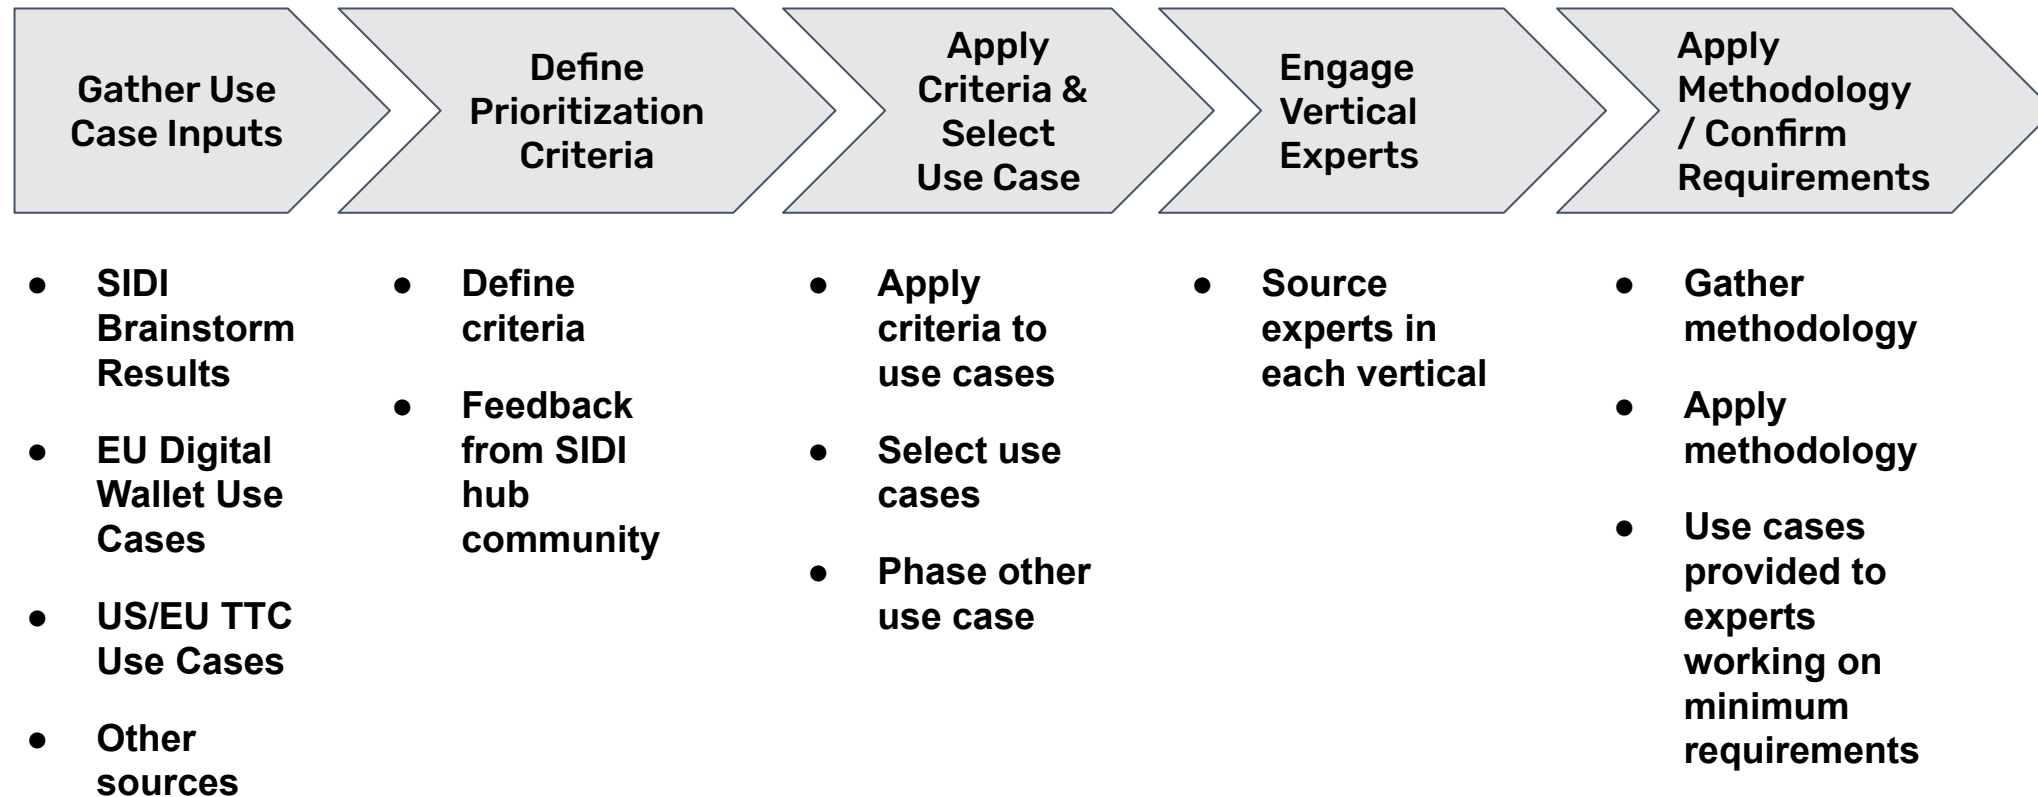 Gather Use
Case Inputs
Define
Prioritization
Criteria
Apply
Criteria &
Select
Use Case
Engage
Vertical
Experts
Apply
Methodology
/ Confirm
Requirements
● SIDI
Brainstorm
Results
● EU Digital
Wallet Use
Cases
● US/EU TTC
Use Cases
● Other
sources
● Define
criteria
● Feedback
from SIDI
hub
community
● Apply
criteria to
use cases
● Select use
cases
● Phase other
use case
● Source
experts in
each vertical
● Gather
methodology
● Apply
methodology
● Use cases
provided to
experts
working on
minimum
requirements